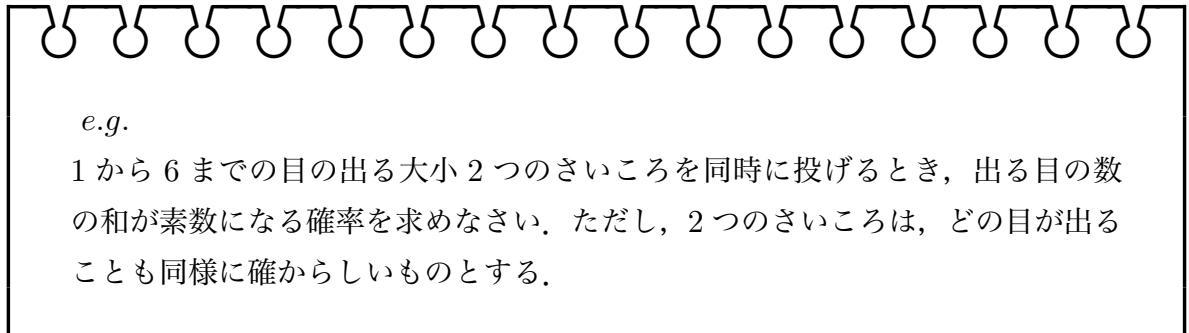 e.g.
1 から 6 までの目の出る大小 2 つのさいころを同時に投げるとき，出る目の数
の和が素数になる確率を求めなさい．ただし，2 つのさいころは，どの目が出る
ことも同様に確からしいものとする．